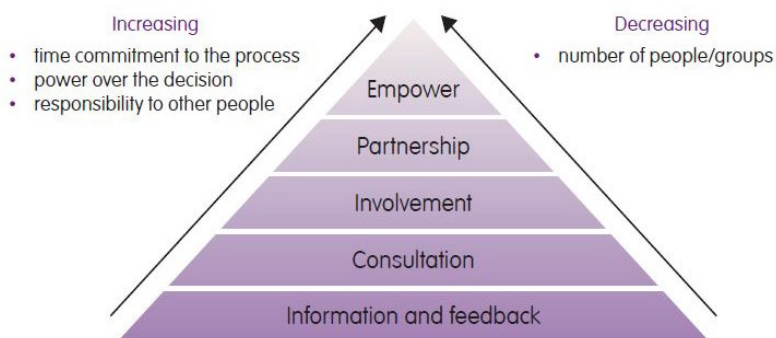 Increasing
• time commitment to the process
• power over the decision
• responsibility to other people
Decreasing
• number of people/groups
Empower
Partnership
Involvement
Consultation
Information and feedback